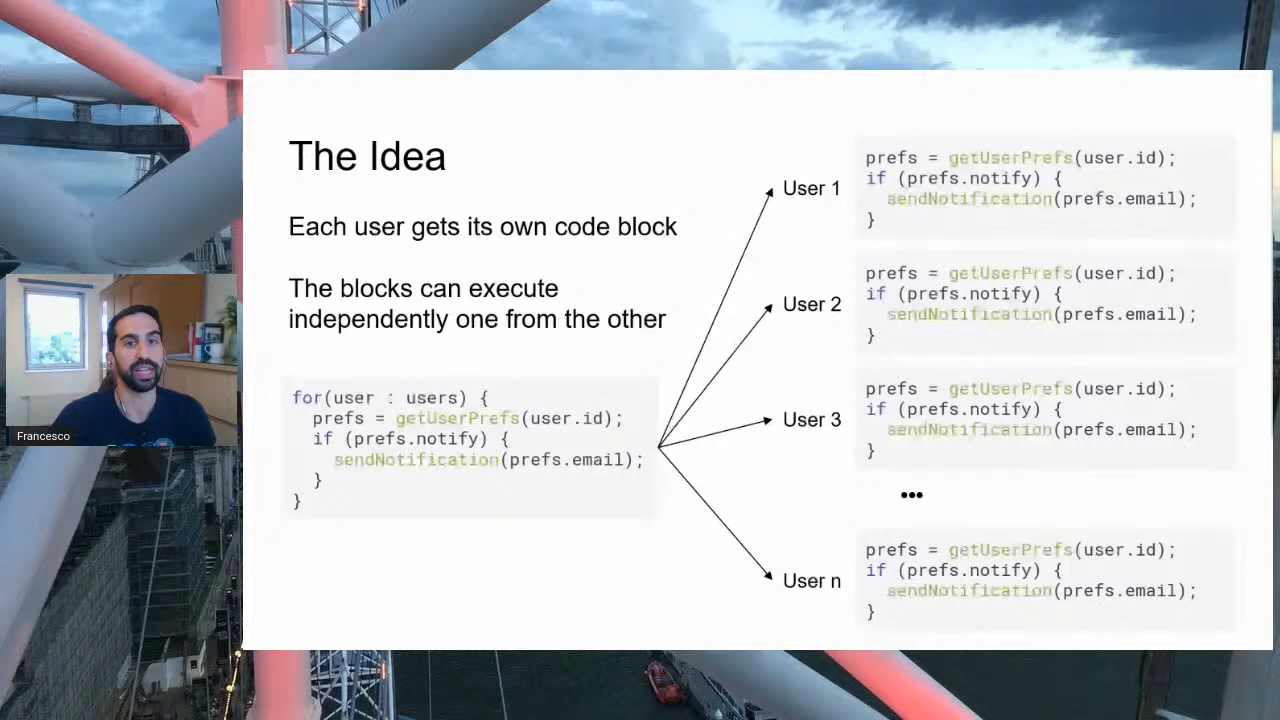 The Idea
Each user gets its own code block
The blocks can execute
independently one from the other
for(user : users) {
  prefs = getUserPrefs(user.id);
  if (prefs.notify) {
    sendNotification(prefs.email);
  }
}
User 1
prefs = getUserPrefs(user.id);
if (prefs.notify) {
  sendNotification(prefs.email);
}
User 2
prefs = getUserPrefs(user.id);
if (prefs.notify) {
  sendNotification(prefs.email);
}
User 3
prefs = getUserPrefs(user.id);
if (prefs.notify) {
  sendNotification(prefs.email);
}
•••
User n
prefs = getUserPrefs(user.id);
if (prefs.notify) {
  sendNotification(prefs.email);
}
Francesco